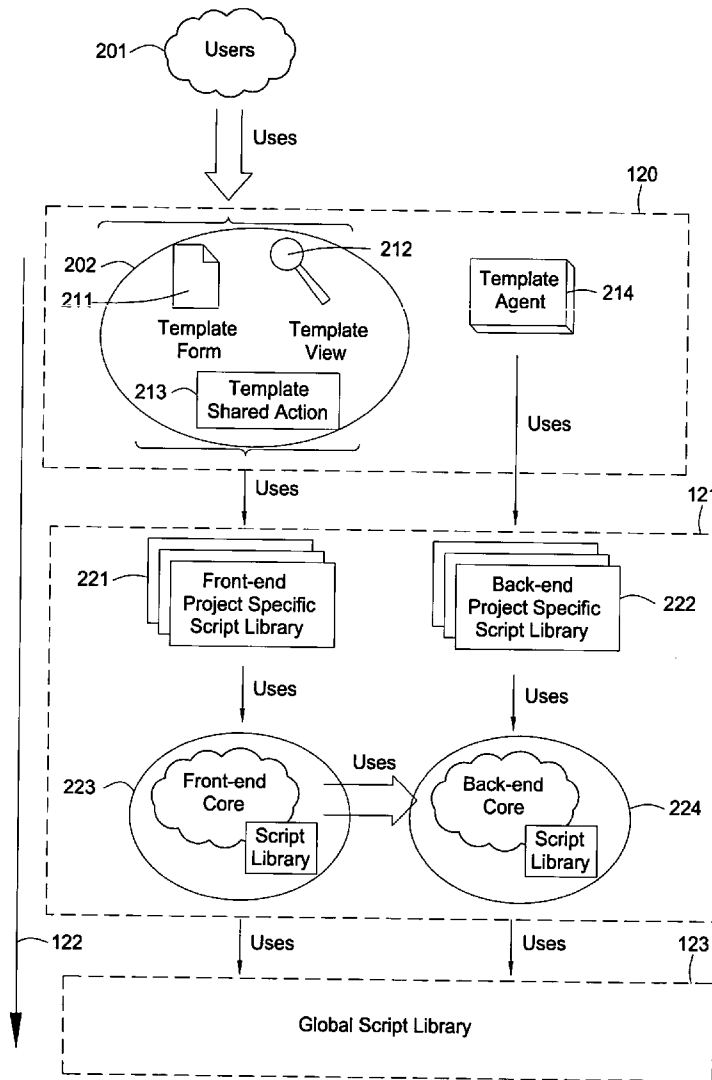 201
Users
Uses
120
202
212
211
Template
Form
Template
View
Template
Agent
214
213
Template
Shared Action
Uses
Uses
121
221
Front-end
Project Specific
Script Library
Back-end
Project Specific
Script Library
222
Uses
Uses
223
Front-end
Core
Script
Library
Uses
Back-end
Core
Script
Library
224
122
Uses
Uses
123
Global Script Library